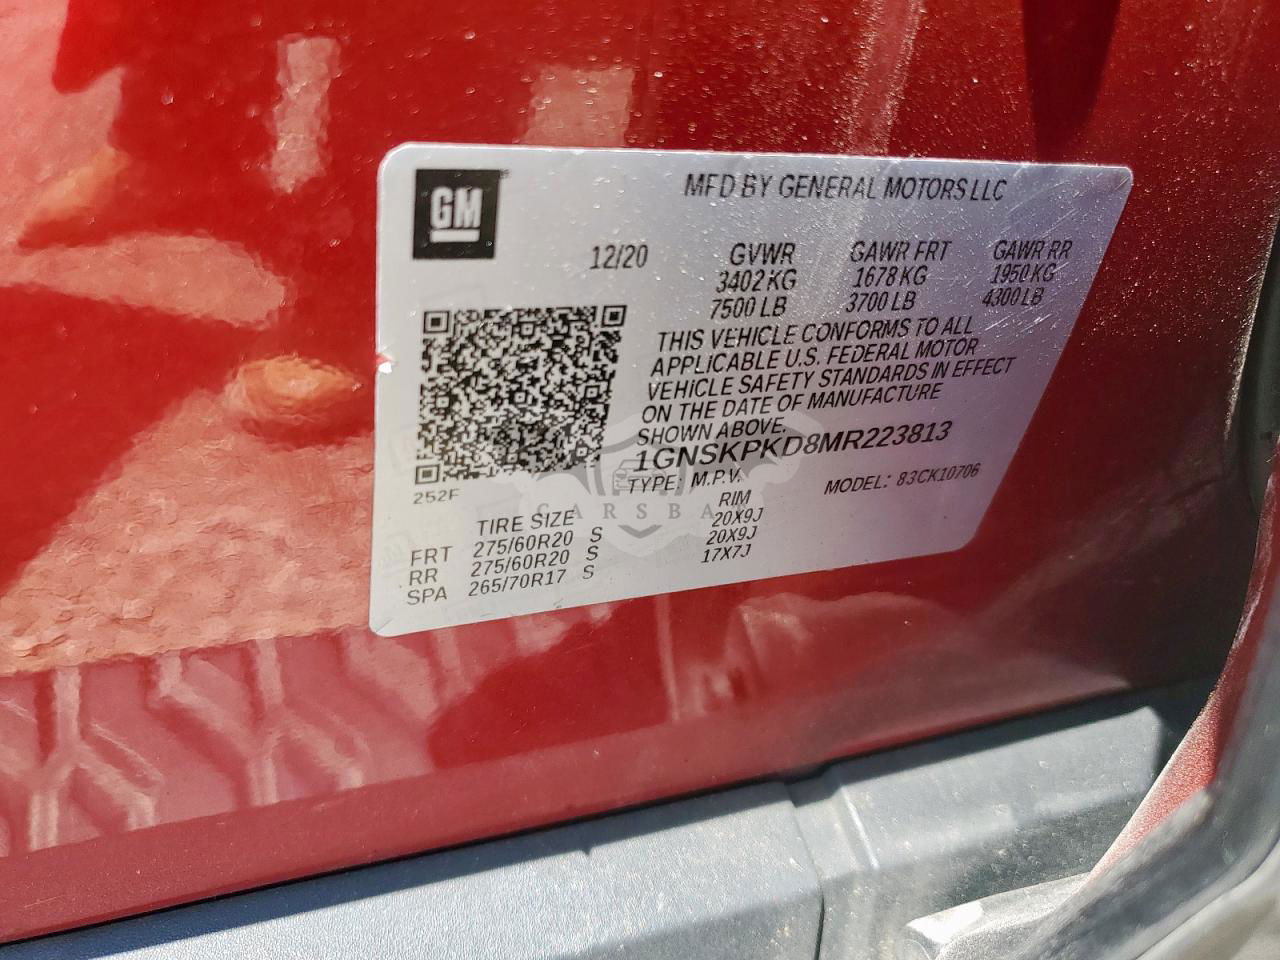 GM
MFD BY GENERAL MOTORS LLC
12/20 GVWR GAWR FRT GAWR RR
3402 KG 1678 KG 1950 KG
7500 LB 3700 LB 4300 LB
THIS VEHICLE CONFORMS TO ALL
APPLICABLE U.S. FEDERAL MOTOR
VEHICLE SAFETY STANDARDS IN EFFECT
ON THE DATE OF MANUFACTURE
SHOWN ABOVE.
1GNSKPKD8MR223813
TYPE: M.P.V. MODEL: 83CK10706
252F
TIRE SIZE RIM
FRT 275/60R20 S 20X9J
RR 275/60R20 S 20X9J
SPA 265/70R17 S 17X7J